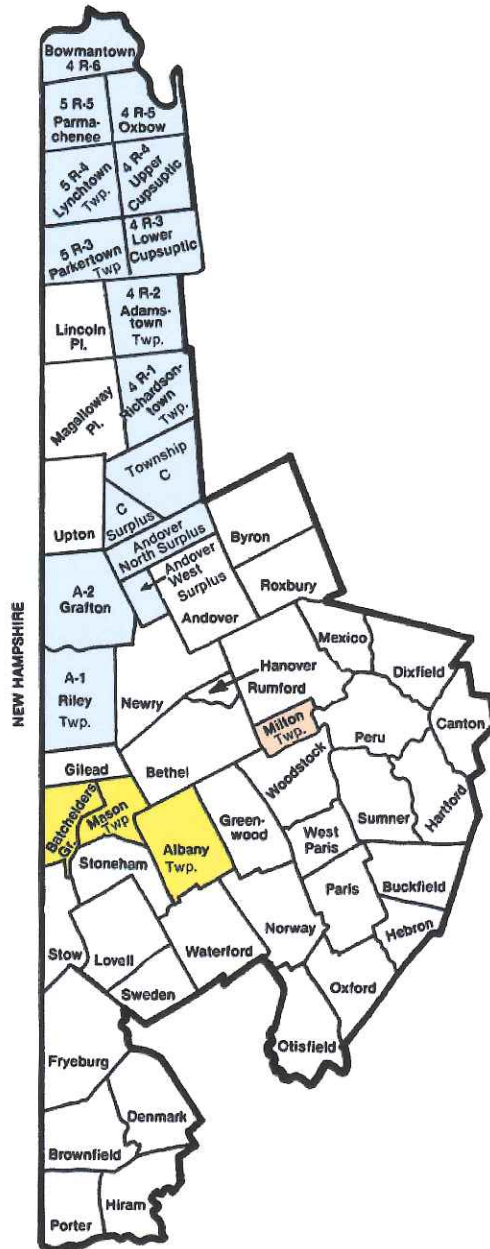 Bowmantown
4 R-6
5 R-5
Parma-
chenee
4 R-5
Oxbow
5 R-4
Lynchtown
Twp.
4 R-4
Upper
Cupsuptic
5 R-3
Parkertown
Twp
4 R-3
Lower
Cupsuptic
Lincoln
Pl.
4 R-2
Adams-
town
Twp.
Magalloway
Pl.
4 R-1
Richardson-
town
Twp.
Township
C
C
Surplus
Upton
Andover
North Surplus
Andover
West
Surplus
Byron
Roxbury
Andover
A-2
Grafton
NEW HAMPSHIRE
Mexico
Dixfield
A-1
Riley
Twp.
Newry
Hanover
Rumford
Canton
Milton
Twp.
Peru
Gilead
Bethel
Woodstock
Hartford
Batchelders
Gr.
Mason
Twp
Albany
Twp.
Green-
wood
West
Paris
Sumner
Stoneham
Paris
Buckfield
Hebron
Stow
Lovell
Waterford
Norway
Sweden
Oxford
Otisfield
Fryeburg
Denmark
Brownfield
Hiram
Porter